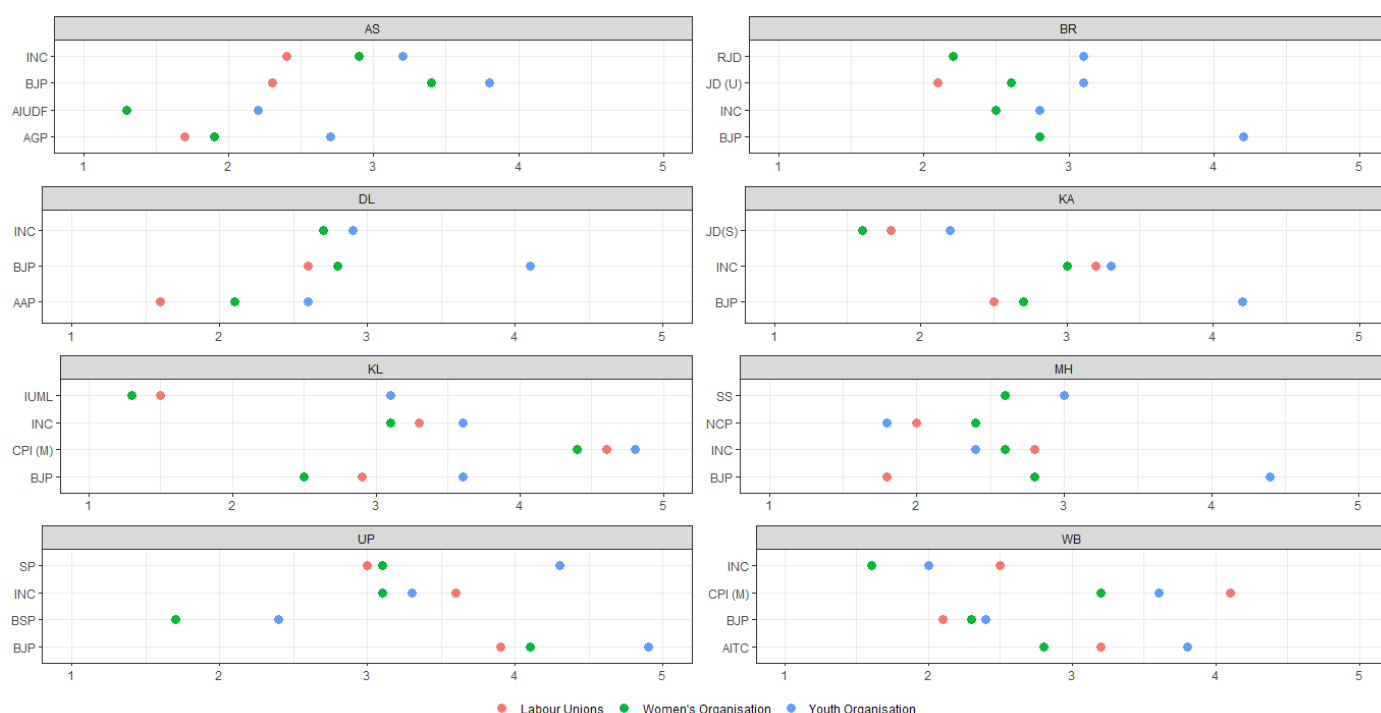 AS
INC
BJP
AIUDF
AGP
1 2 3 4 5
BR
RJD
JD (U)
INC
BJP
1 2 3 4 5
DL
INC
BJP
AAP
1 2 3 4 5
KA
JD(S)
INC
BJP
1 2 3 4 5
KL
IUML
INC
CPI (M)
BJP
1 2 3 4 5
MH
SS
NCP
INC
BJP
1 2 3 4 5
UP
SP
INC
BSP
BJP
1 2 3 4 5
WB
INC
CPI (M)
BJP
AITC
1 2 3 4 5
Labour Unions Women's Organisation Youth Organisation